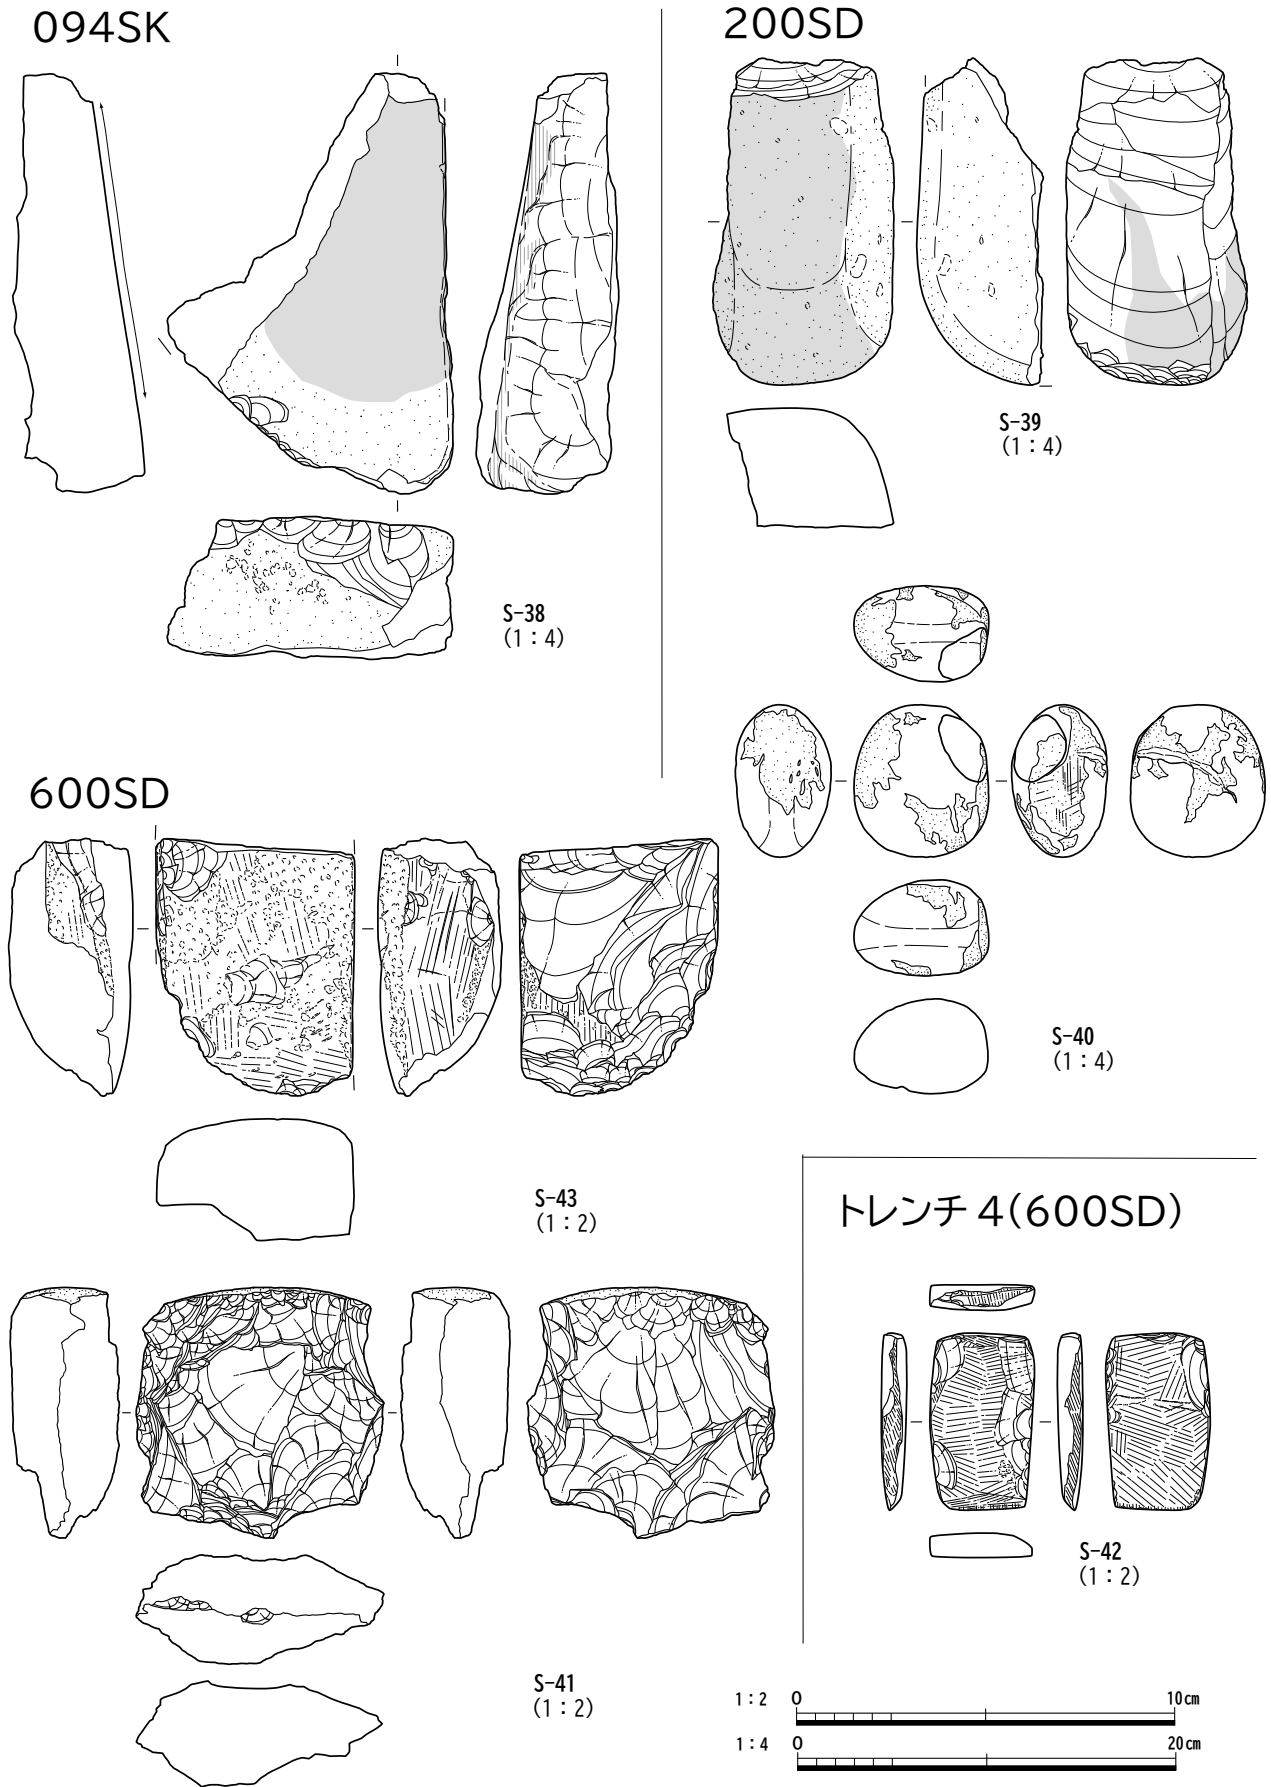 094SK
200SD
S-39
(1：4)
S-38
(1：4)
600SD
S-40
(1：4)
S-43
(1：2)
トレンチ4(600SD)
S-42
(1：2)
S-41
(1：2)
1：2 0 10cm
1：4 0 20cm